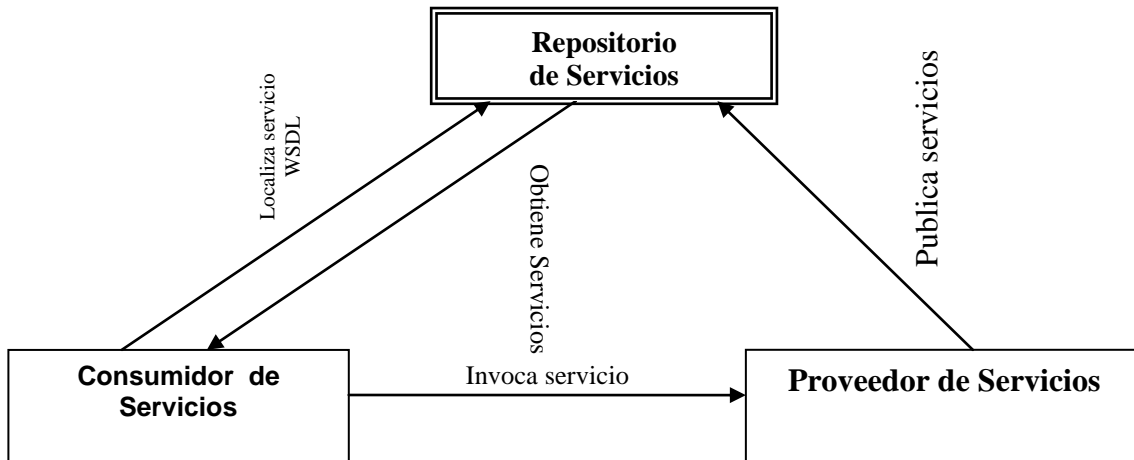 Repositorio
de Servicios
Localiza servicio
WSDL
Obtiene Servicios
Publica servicios
Consumidor de
Servicios
Invoca servicio
Proveedor de Servicios